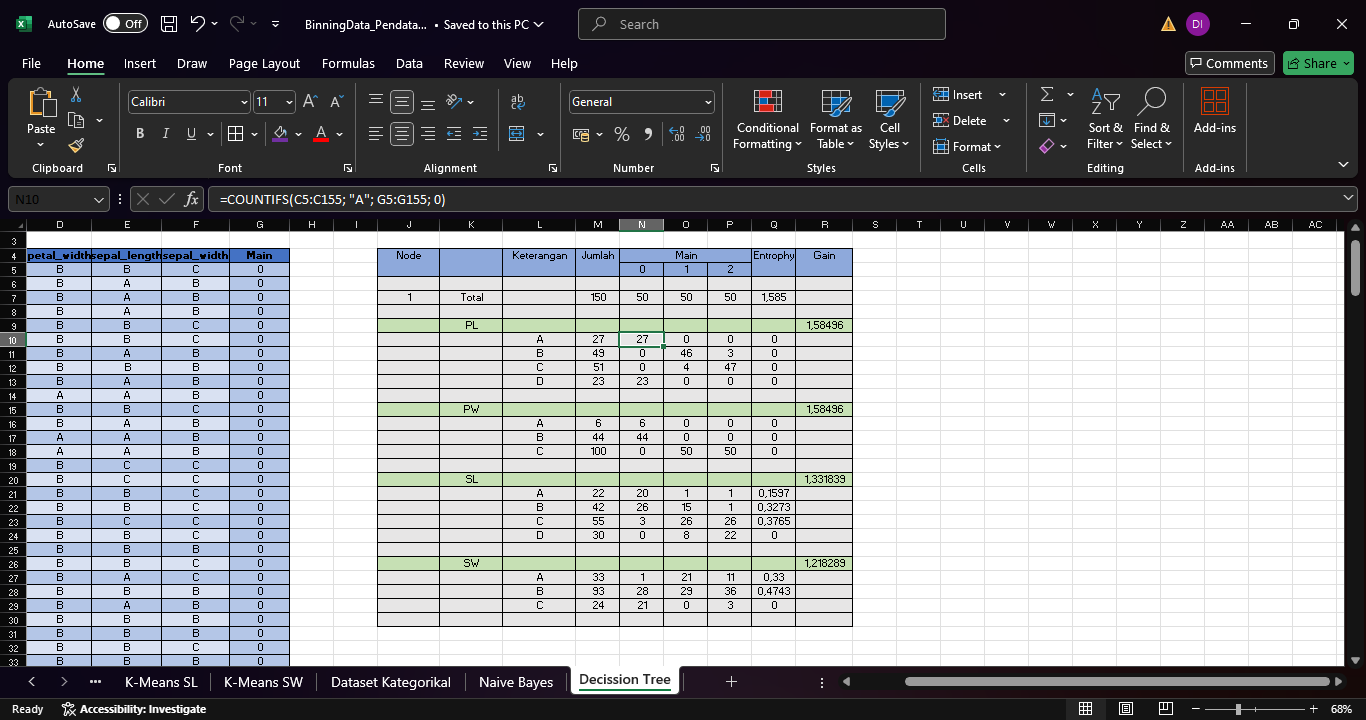 AutoSave Off BinningData_Pendata... • Saved to this PC Search DI
File Home Insert Draw Page Layout Formulas Data Review View Help Comments Share
Paste Calibri 11 General Conditional Formatting Format as Table Cell Styles Insert Delete Format Sort & Filter Find & Select Add-ins
B I U
Clipboard Font Alignment Number Styles Cells Editing Add-ins
N10 fx =COUNTIFS(C5:C155; "A"; G5:G155; 0)
D E F G H I J K L M N O P Q R S T U V W X Y Z AA AB AC
3
4 petal_width sepal_length sepal_width Main Node Keterangan Jumlah Main Entrophy Gain
5 B B C 0 0 1 2
6 B A B 0
7 B A B 0 1 Total 150 50 50 50 1,585
8 B A B 0
9 B B C 0 PL 1,58496
10 B B C 0 A 27 27 0 0 0
11 B A B 0 B 49 0 46 3 0
12 B B B 0 C 51 0 4 47 0
13 B A B 0 D 23 23 0 0 0
14 A A B 0
15 B B C 0 PW 1,58496
16 B A B 0 A 6 6 0 0 0
17 A A B 0 B 44 44 0 0 0
18 A A B 0 C 100 0 50 50 0
19 B C C 0
20 B C C 0 SL 1,331839
21 B B C 0 A 22 20 1 1 0,1597
22 B B C 0 B 42 26 15 1 0,3273
23 B C C 0 C 55 3 26 26 0,3765
24 B B C 0 D 30 0 8 22 0
25 B B B 0
26 B B C 0 SW 1,218289
27 B A C 0 A 33 1 21 11 0,33
28 B B B 0 B 93 28 29 36 0,4743
29 B A B 0 C 24 21 0 3 0
30 B B B 0
31 B B B 0
32 B B C 0
33 B B B 0
... K-Means SL K-Means SW Dataset Kategorikal Naive Bayes Decission Tree
Ready Accessibility: Investigate 68%